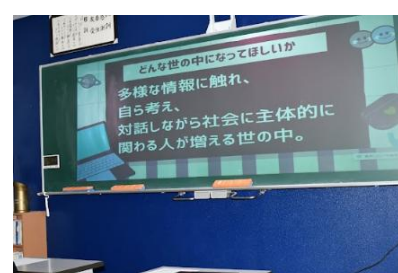 どんな世の中になってほしいか
多様な情報に触れ、
自ら考え、
対話しながら社会に主体的に
関わる人が増える世の中。